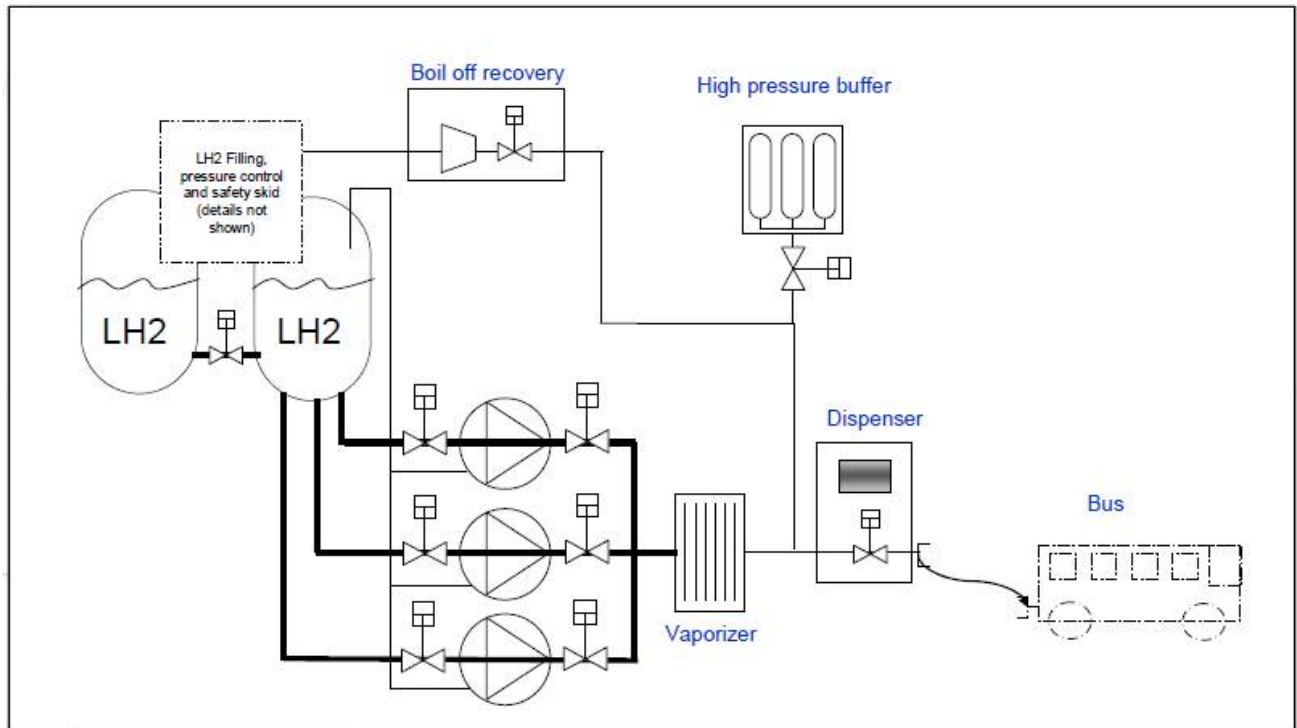 Boil off recovery
High pressure buffer
LH2 Filling,
pressure control
and safety skid
(details not
shown)
LH2
LH2
Dispenser
Bus
Vaporizer